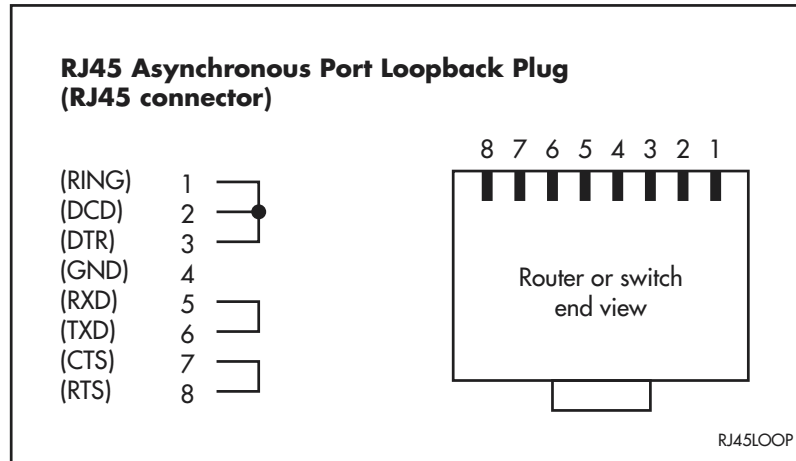 RJ45 Asynchronous Port Loopback Plug
(RJ45 connector)
(RING) 1
(DCD) 2
(DTR) 3
(GND) 4
(RXD) 5
(TXD) 6
(CTS) 7
(RTS) 8
8 7 6 5 4 3 2 1
Router or switch
end view
RJ45LOOP